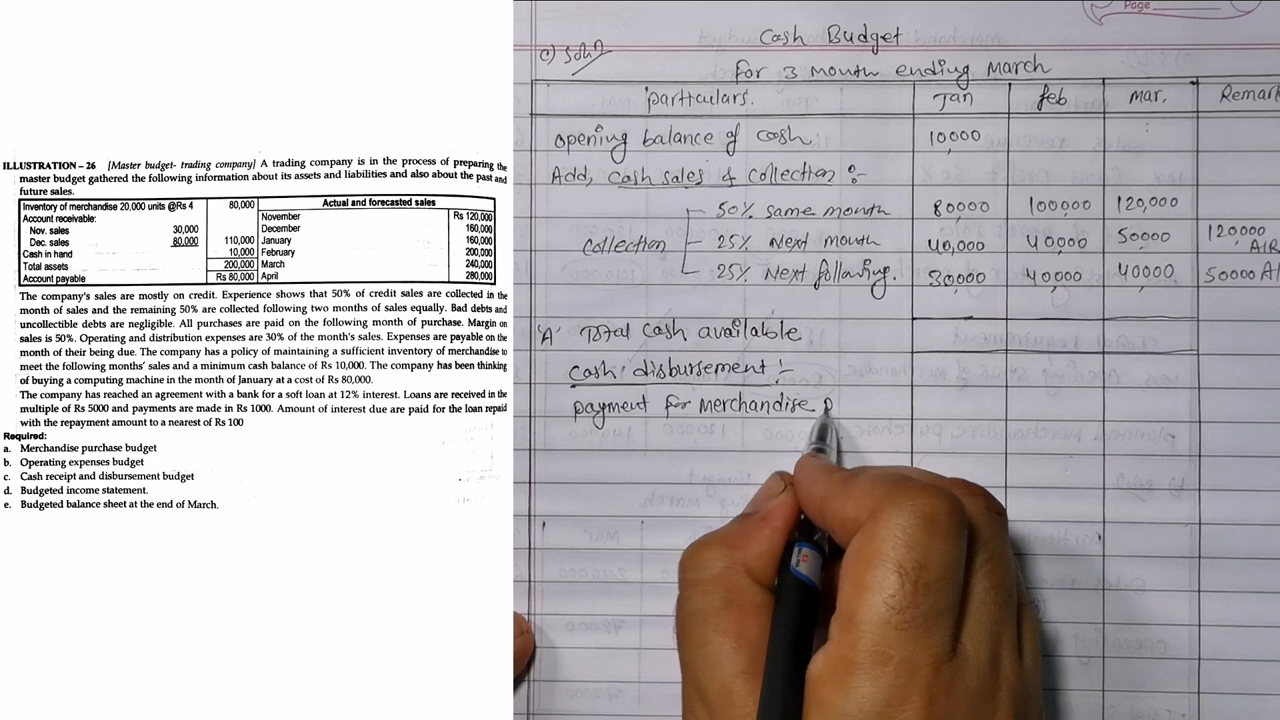 ILLUSTRATION – 26 [Master budget- trading company] A trading company is in the process of preparing the
master budget gathered the following information about its assets and liabilities and also about the past and
future sales.
Inventory of merchandise 20,000 units @Rs 4 80,000 Actual and forecasted sales
Account receivable: November Rs 120,000
Nov. sales 30,000 December 160,000
Dec. sales 80,000 110,000 January 160,000
Cash in hand 10,000 February 200,000
Total assets 200,000 March 240,000
Account payable Rs 80,000 April 280,000
The company's sales are mostly on credit. Experience shows that 50% of credit sales are collected in the
month of sales and the remaining 50% are collected following two months of sales equally. Bad debts and
uncollectible debts are negligible. All purchases are paid on the following month of purchase. Margin on
sales is 50%. Operating and distribution expenses are 30% of the month's sales. Expenses are payable on the
month of their being due. The company has a policy of maintaining a sufficient inventory of merchandise to
meet the following months' sales and a minimum cash balance of Rs 10,000. The company has been thinking
of buying a computing machine in the month of January at a cost of Rs 80,000.
The company has reached an agreement with a bank for a soft loan at 12% interest. Loans are received in the
multiple of Rs 5000 and payments are made in Rs 1000. Amount of interest due are paid for the loan repaid
with the repayment amount to a nearest of Rs 100
Required:
a. Merchandise purchase budget
b. Operating expenses budget
c. Cash receipt and disbursement budget
d. Budgeted income statement.
e. Budgeted balance sheet at the end of March.
Page
c) Soln
Cash Budget
for 3 month ending March
particulars. Jan feb mar. Remark
opening balance of cash 10000
Add, cash sales & collection :-
50% same month 80000 100000 120,000
Collection 25% Next mouth 40,000 40000 50000 120000 A/R
25% Next following. 30000 40000 40000 50000 A/
'A' Total cash available
cash disbursement :-
payment for Merchandise p